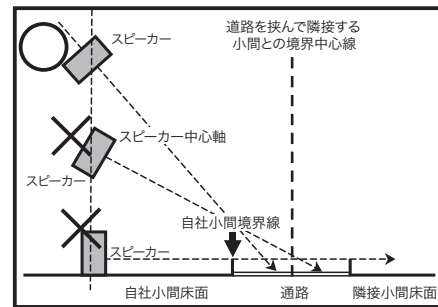 スピーカー
道路を挟んで隣接する
小間との境界中心線
スピーカー中心軸
スピーカー
自社小間境界線
スピーカー
自社小間床面
通路
隣接小間床面